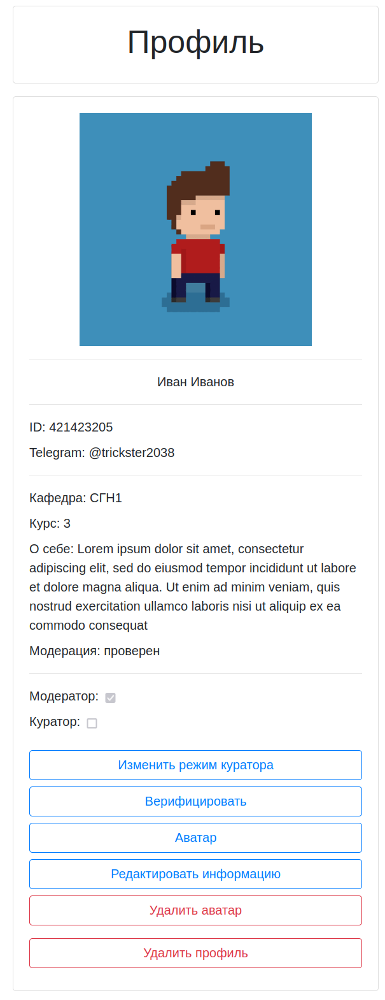 Профиль
Иван Иванов
ID: 421423205
Telegram: @trickster2038
Кафедра: СГН1
Курс: 3
О себе: Lorem ipsum dolor sit amet, consectetur
adipiscing elit, sed do eiusmod tempor incididunt ut labore
et dolore magna aliqua. Ut enim ad minim veniam, quis
nostrud exercitation ullamco laboris nisi ut aliquip ex ea
commodo consequat
Модерация: проверен
Модератор:
Куратор:
Изменить режим куратора
Верифицировать
Аватар
Редактировать информацию
Удалить аватар
Удалить профиль